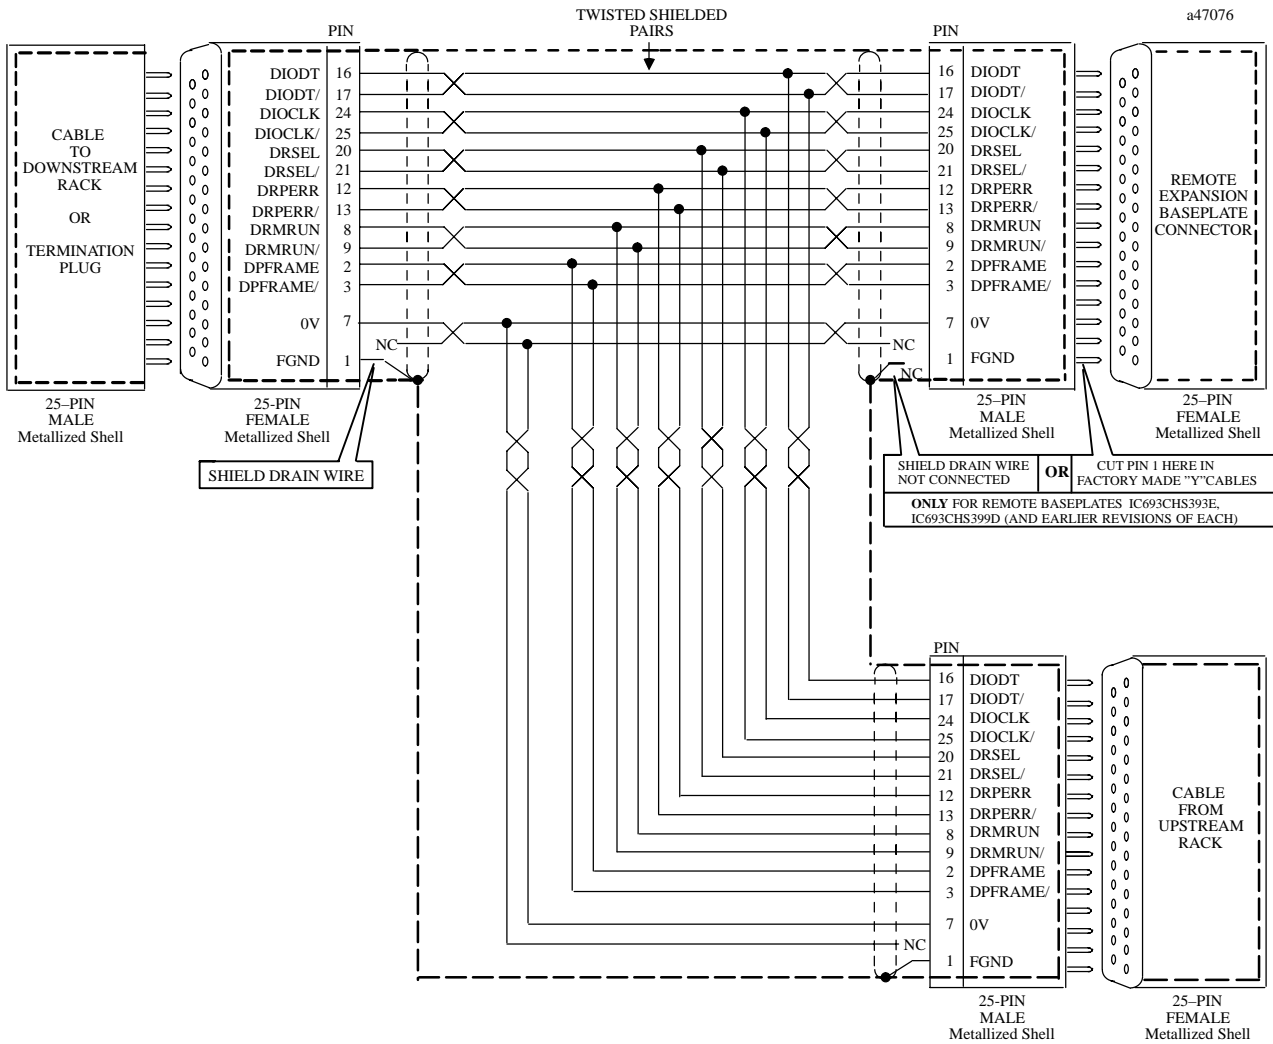 TWISTED SHIELDED
PAIRS
a47076
PIN
PIN
CABLE
TO
DOWNSTREAM
RACK
OR
TERMINATION
PLUG
DIODT 16
DIODT/ 17
DIOCLK 24
DIOCLK/ 25
DRSEL 20
DRSEL/ 21
DRPERR 12
DRPERR/ 13
DRMRUN 8
DRMRUN/ 9
DPFRAME 2
DPFRAME/ 3
0V 7
NC
FGND 1
16 DIODT
17 DIODT/
24 DIOCLK
25 DIOCLK/
20 DRSEL
21 DRSEL/
12 DRPERR
13 DRPERR/
8 DRMRUN
9 DRMRUN/
2 DPFRAME
3 DPFRAME/
7 0V
NC
1 FGND
NC
REMOTE
EXPANSION
BASEPLATE
CONNECTOR
25–PIN
MALE
Metallized Shell
25-PIN
FEMALE
Metallized Shell
25–PIN
MALE
Metallized Shell
25–PIN
FEMALE
Metallized Shell
SHIELD DRAIN WIRE
SHIELD DRAIN WIRE
NOT CONNECTED
OR
CUT PIN 1 HERE IN
FACTORY MADE ”Y”CABLES
ONLY FOR REMOTE BASEPLATES IC693CHS393E,
IC693CHS399D (AND EARLIER REVISIONS OF EACH)
PIN
16 DIODT
17 DIODT/
24 DIOCLK
25 DIOCLK/
20 DRSEL
21 DRSEL/
12 DRPERR
13 DRPERR/
8 DRMRUN
9 DRMRUN/
2 DPFRAME
3 DPFRAME/
7 0V
NC
1 FGND
CABLE
FROM
UPSTREAM
RACK
25-PIN
MALE
Metallized Shell
25–PIN
FEMALE
Metallized Shell